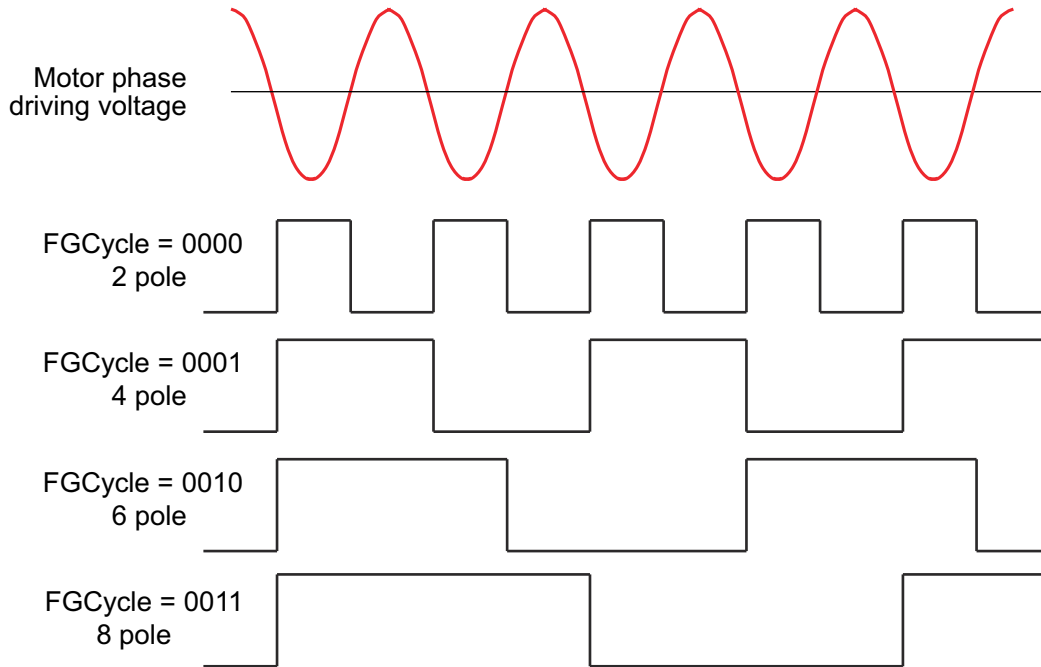 Motor phase
driving voltage
FGCycle = 0000
2 pole
FGCycle = 0001
4 pole
FGCycle = 0010
6 pole
FGCycle = 0011
8 pole